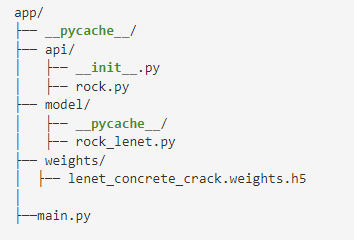 app/
├── __pycache__/
├── api/
│   ├── __init__.py
│   ├── rock.py
├── model/
│   ├── __pycache__/
│   ├── rock_lenet.py
├── weights/
│  ├── lenet_concrete_crack.weights.h5
│
├──main.py